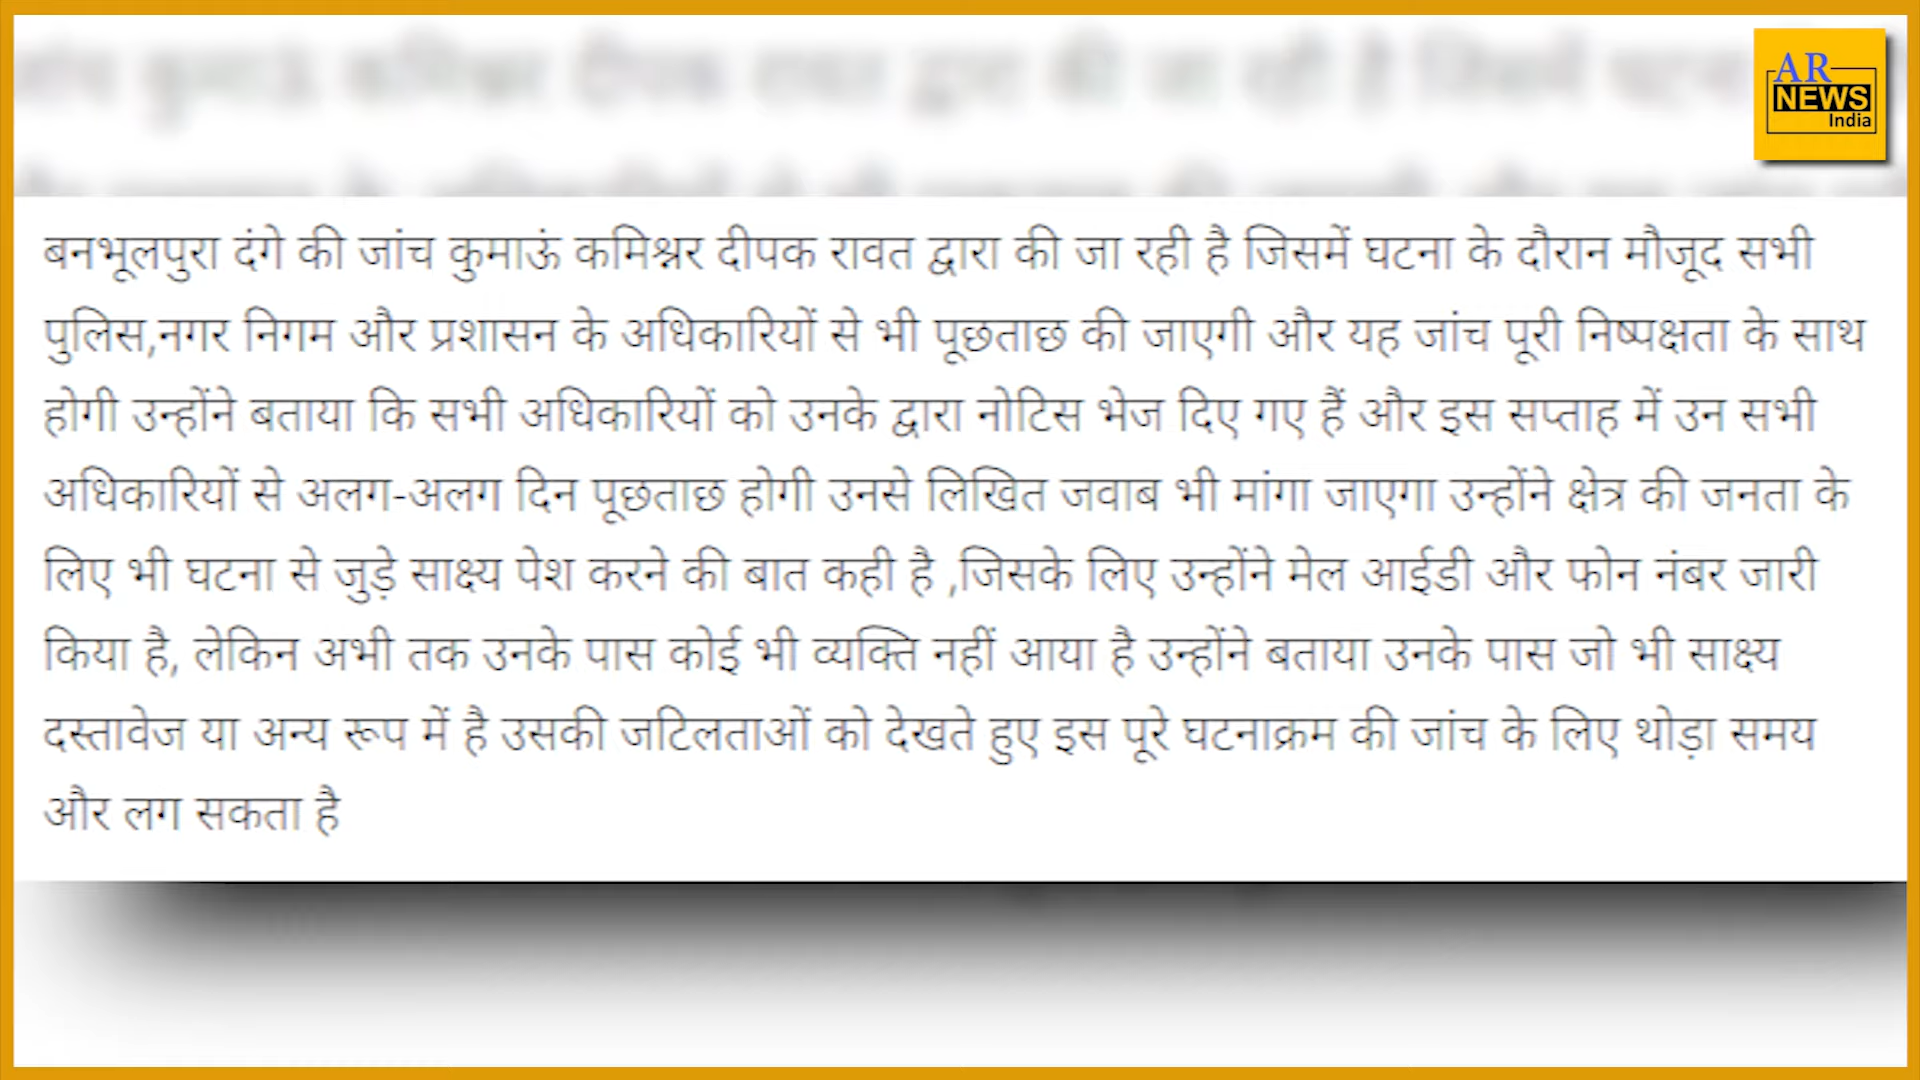 AR
NEWS
India
बनभूलपुरा दंगे की जांच कुमाऊं कमिश्नर दीपक रावत द्वारा की जा रही है जिसमें घटना के दौरान मौजूद सभी
पुलिस,नगर निगम और प्रशासन के अधिकारियों से भी पूछताछ की जाएगी और यह जांच पूरी निष्पक्षता के साथ
होगी उन्होंने बताया कि सभी अधिकारियों को उनके द्वारा नोटिस भेज दिए गए हैं और इस सप्ताह में उन सभी
अधिकारियों से अलग-अलग दिन पूछताछ होगी उनसे लिखित जवाब भी मांगा जाएगा उन्होंने क्षेत्र की जनता के
लिए भी घटना से जुड़े साक्ष्य पेश करने की बात कही है ,जिसके लिए उन्होंने मेल आईडी और फोन नंबर जारी
किया है, लेकिन अभी तक उनके पास कोई भी व्यक्ति नहीं आया है उन्होंने बताया उनके पास जो भी साक्ष्य
दस्तावेज या अन्य रूप में है उसकी जटिलताओं को देखते हुए इस पूरे घटनाक्रम की जांच के लिए थोड़ा समय
और लग सकता है